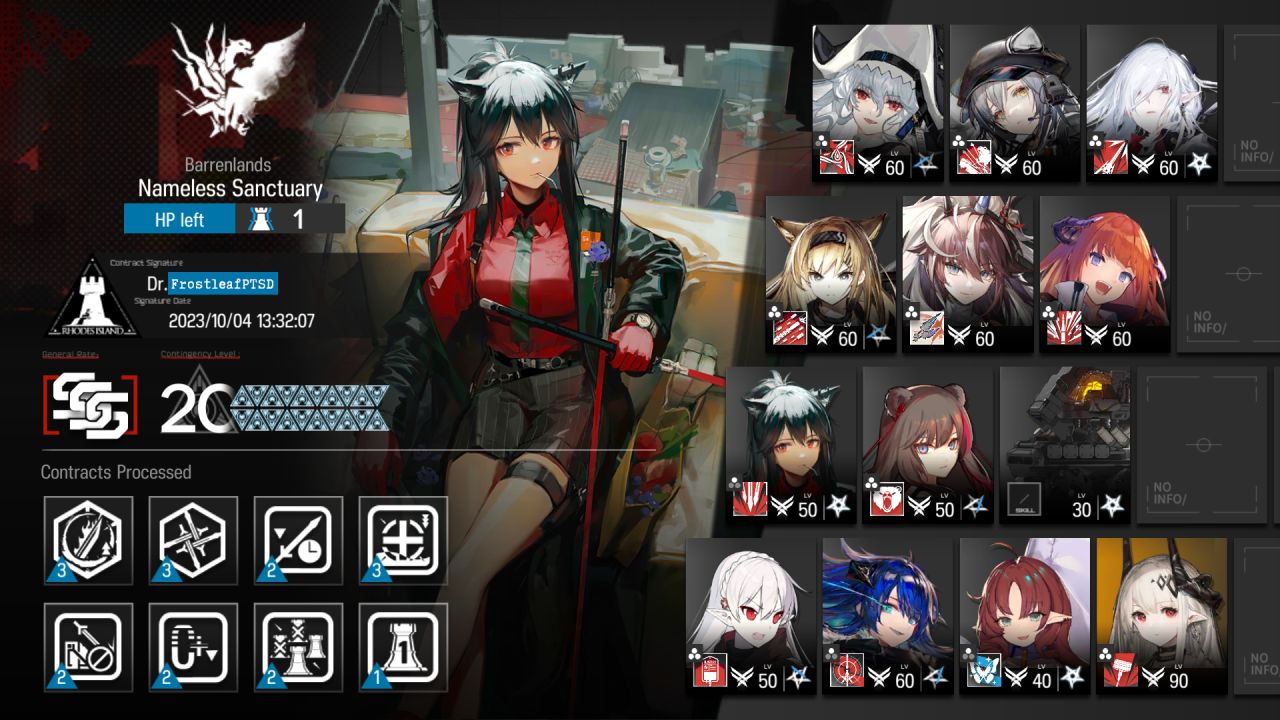 Barrenlands
Nameless Sanctuary
HP left 1
Contract Signature
Dr.FrostleafPTSD
Signature Date
2023/10/04 13:32:07
RHODES ISLAND
General Rate:
Contingency Level:
SSS
20
Contracts Processed
3 3 2 3
2 2 2 1
1
LV 60
LV 60
LV 60
NO INFO/
LV 60
LV 60
LV 60
NO INFO/
LV 50
LV 50
SKILL
30
NO INFO/
LV 50
LV 60
LV 40
LV 90
NO INFO